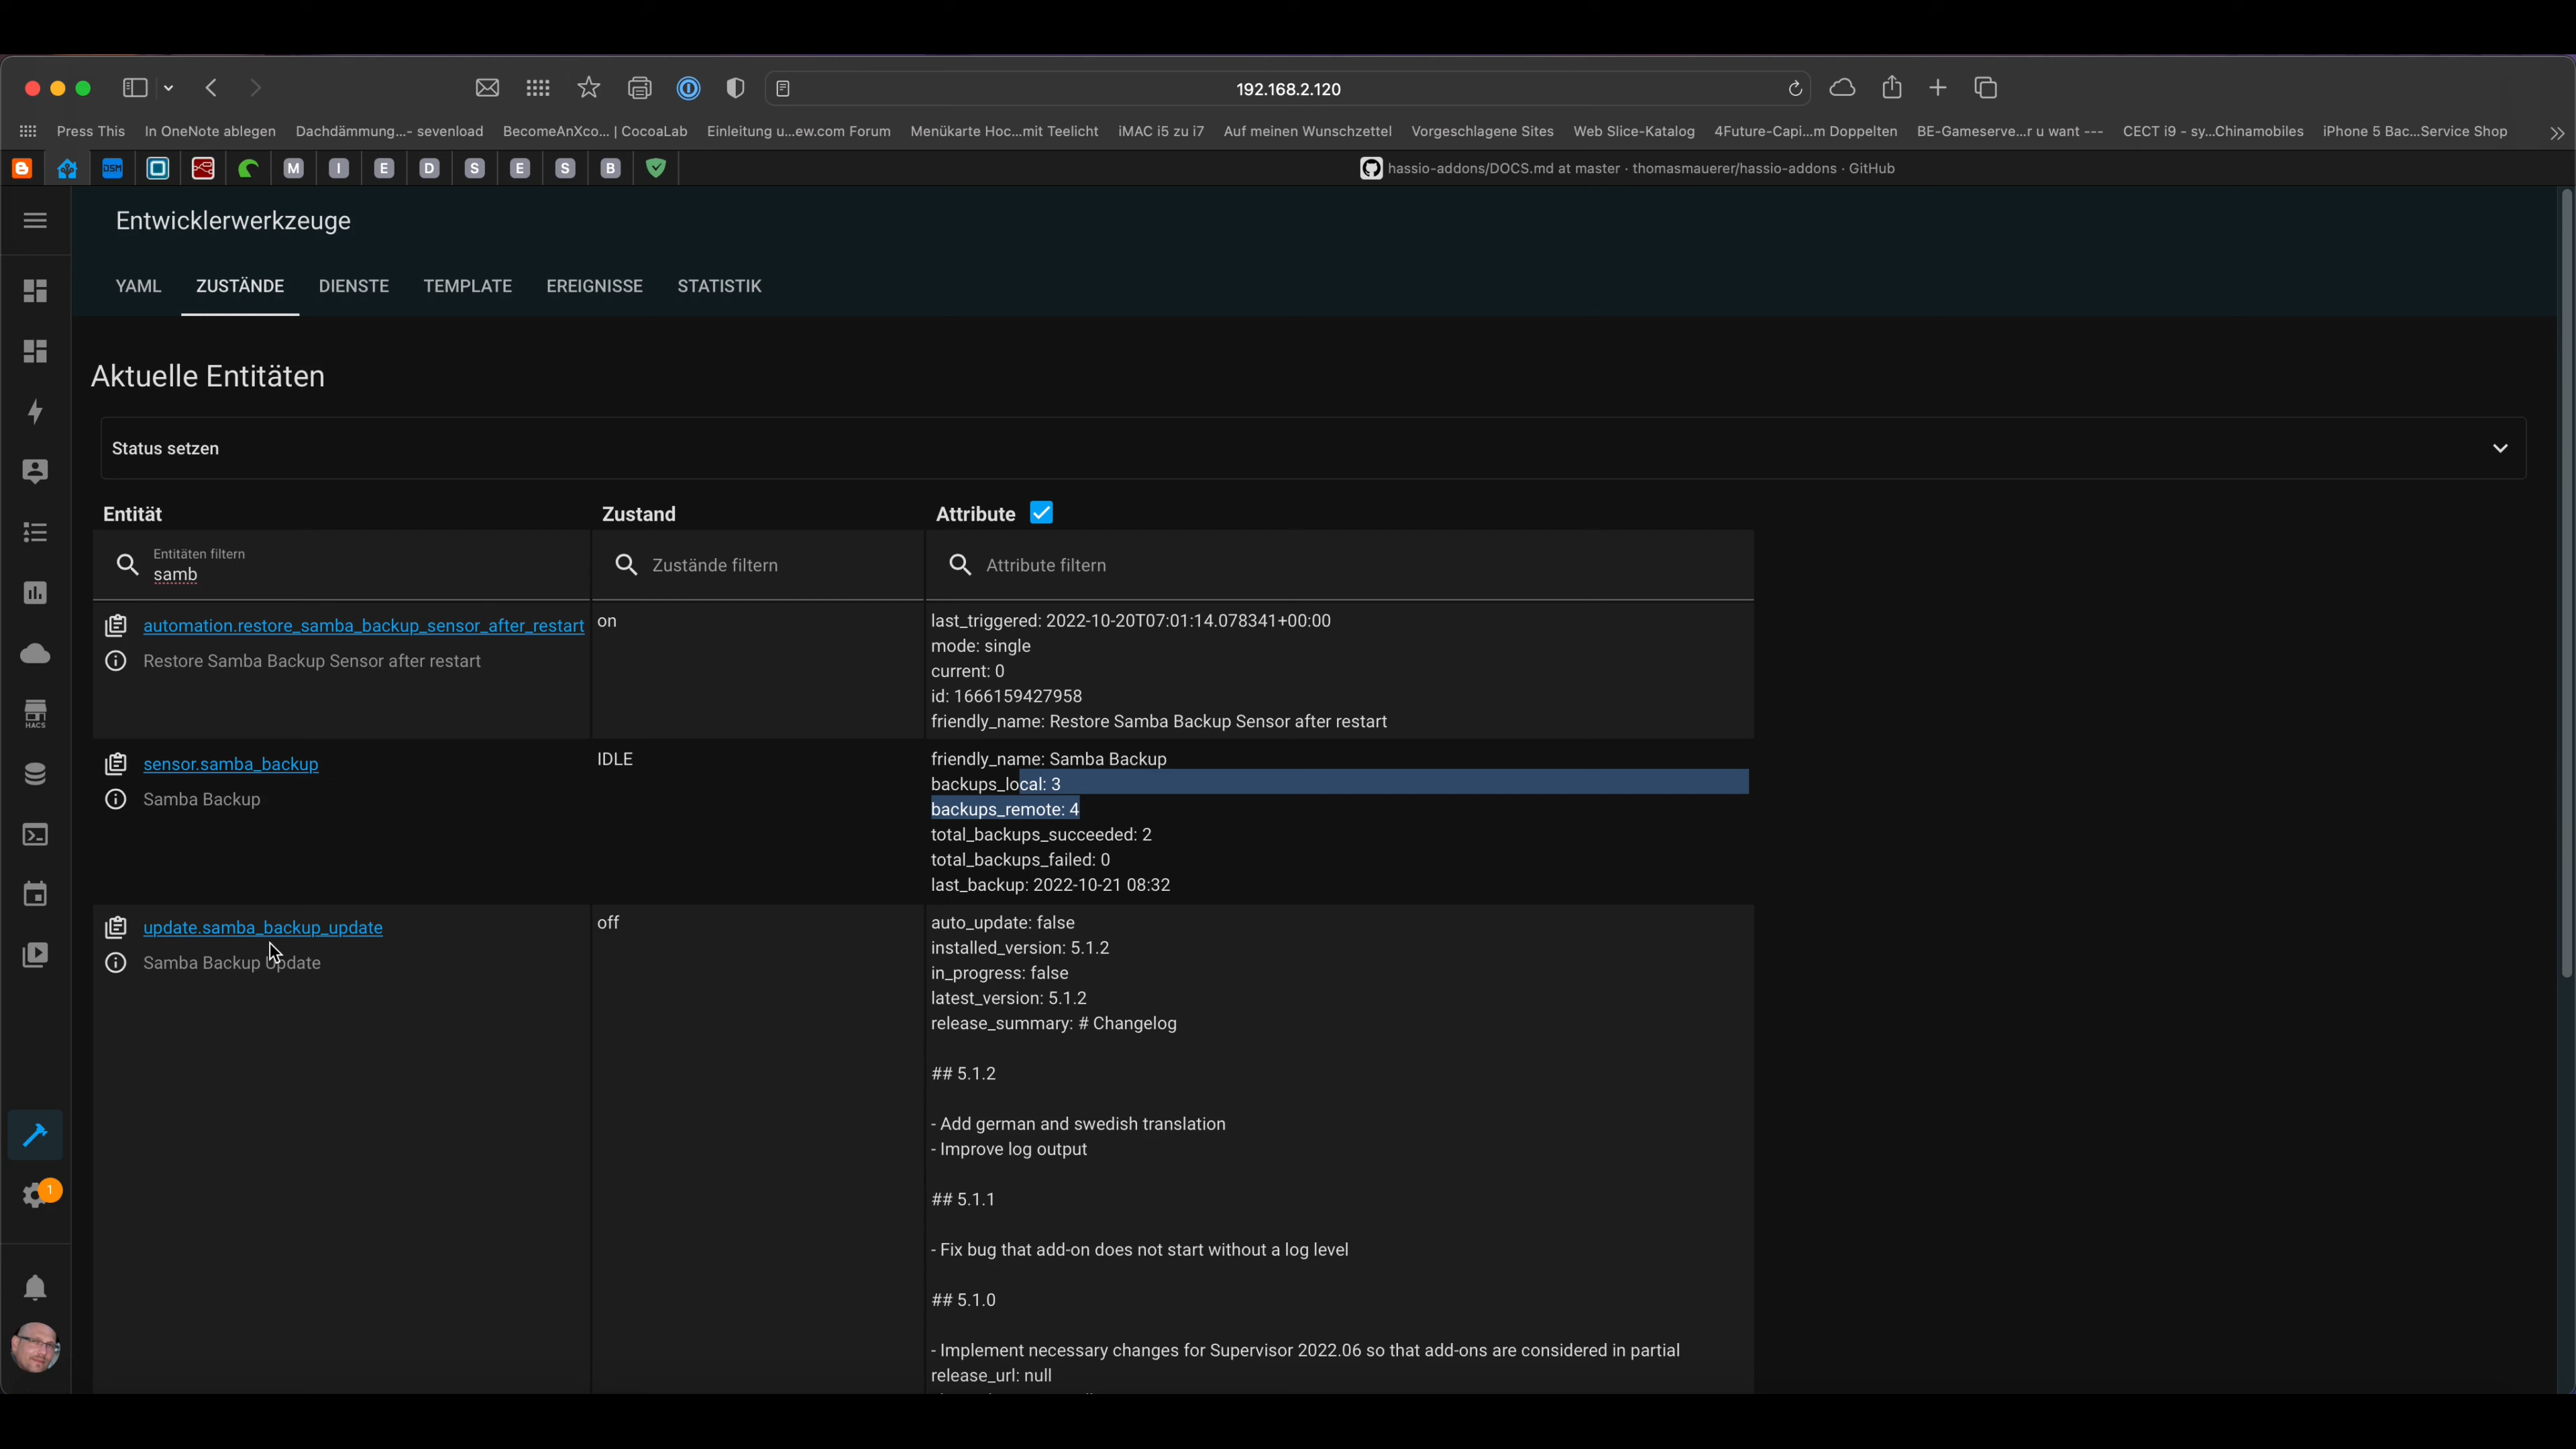 192.168.2.120
Press This In OneNote ablegen Dachdämmung...- sevenload BecomeAnXco... | CocoaLab Einleitung u...ew.com Forum Menükarte Hoc...mit Teelicht iMAC i5 zu i7 Auf meinen Wunschzettel Vorgeschlagene Sites Web Slice-Katalog 4Future-Capi...m Doppelten BE-Gameserve...r u want --- CECT i9 - sy...Chinamobiles iPhone 5 Bac...Service Shop
DSM M I E D S E S B hassio-addons/DOCS.md at master · thomasmauerer/hassio-addons · GitHub
Entwicklerwerkzeuge
YAML ZUSTÄNDE DIENSTE TEMPLATE EREIGNISSE STATISTIK
Aktuelle Entitäten
Status setzen
Entität Zustand Attribute
Entitäten filtern
samb Zustände filtern Attribute filtern
automation.restore_samba_backup_sensor_after_restart on
Restore Samba Backup Sensor after restart
last_triggered: 2022-10-20T07:01:14.078341+00:00
mode: single
current: 0
id: 1666159427958
friendly_name: Restore Samba Backup Sensor after restart
sensor.samba_backup IDLE
Samba Backup
friendly_name: Samba Backup
backups_local: 3
backups_remote: 4
total_backups_succeeded: 2
total_backups_failed: 0
last_backup: 2022-10-21 08:32
update.samba_backup_update off
Samba Backup Update
auto_update: false
installed_version: 5.1.2
in_progress: false
latest_version: 5.1.2
release_summary: # Changelog
## 5.1.2
- Add german and swedish translation
- Improve log output
## 5.1.1
- Fix bug that add-on does not start without a log level
## 5.1.0
- Implement necessary changes for Supervisor 2022.06 so that add-ons are considered in partial
release_url: null
HACS
1